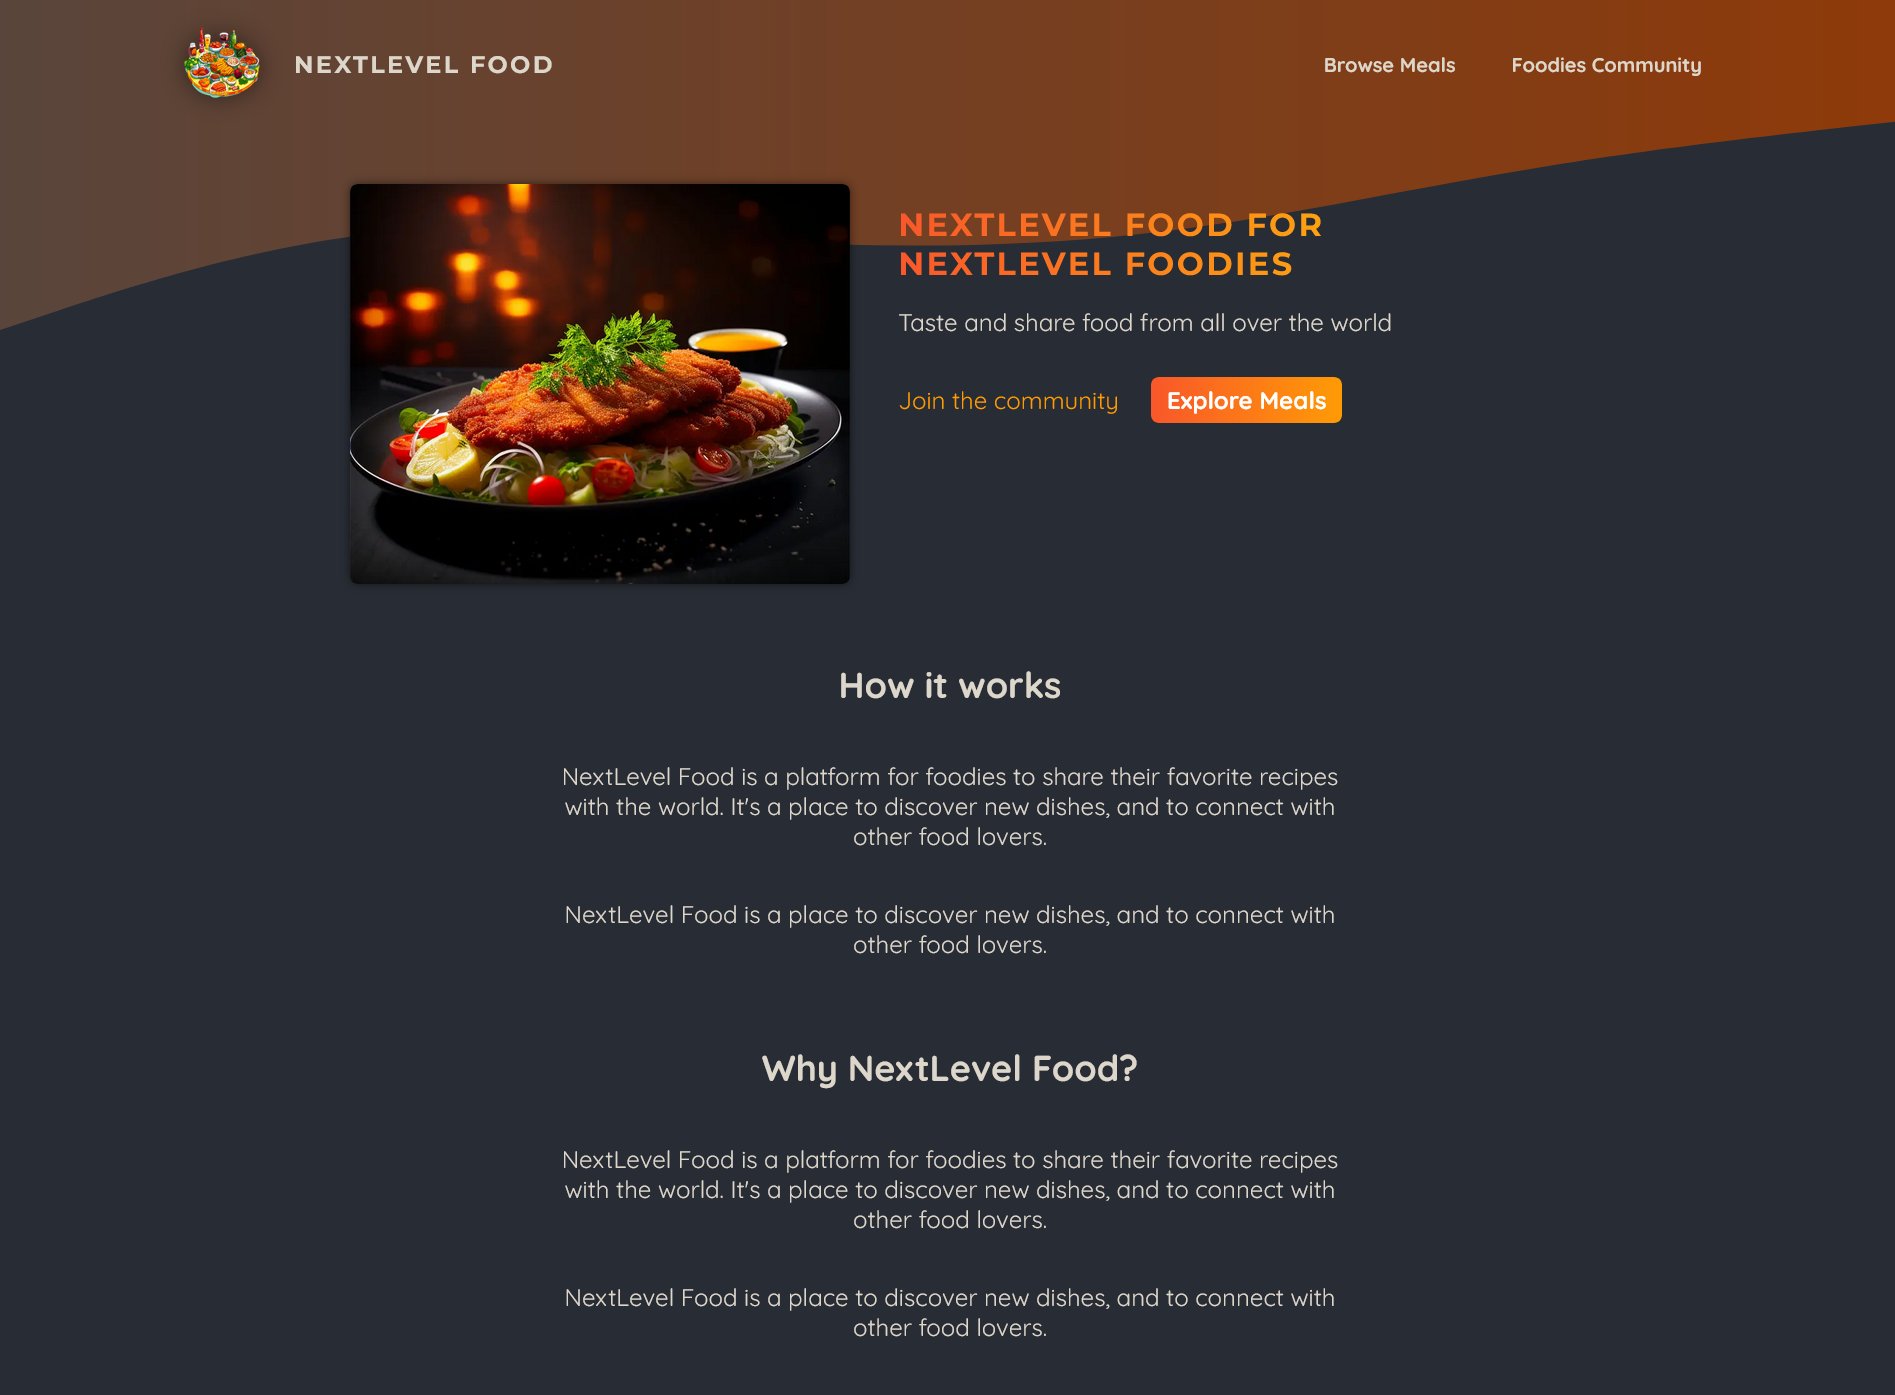 NEXTLEVEL FOOD
Browse Meals
Foodies Community
NEXTLEVEL FOOD FOR
NEXTLEVEL FOODIES
Taste and share food from all over the world
Join the community
Explore Meals
How it works
NextLevel Food is a platform for foodies to share their favorite recipes
with the world. It's a place to discover new dishes, and to connect with
other food lovers.
NextLevel Food is a place to discover new dishes, and to connect with
other food lovers.
Why NextLevel Food?
NextLevel Food is a platform for foodies to share their favorite recipes
with the world. It's a place to discover new dishes, and to connect with
other food lovers.
NextLevel Food is a place to discover new dishes, and to connect with
other food lovers.